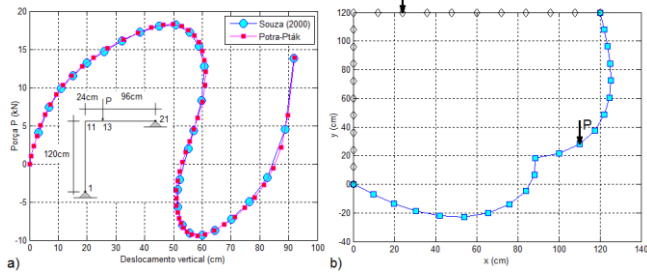 20
15
10
5
0
-5
-10
0 10 20 30 40 50 60 70 80 90 100
Força P (kN)
Deslocamento vertical (cm)
Souza (2000)
Potra-Pták
24cm P 96cm
11 13 21
120cm
1
a)
120
100
80
60
40
20
0
-20
-40
0 20 40 60 80 100 120 140
y (cm)
x (cm)
P
b)